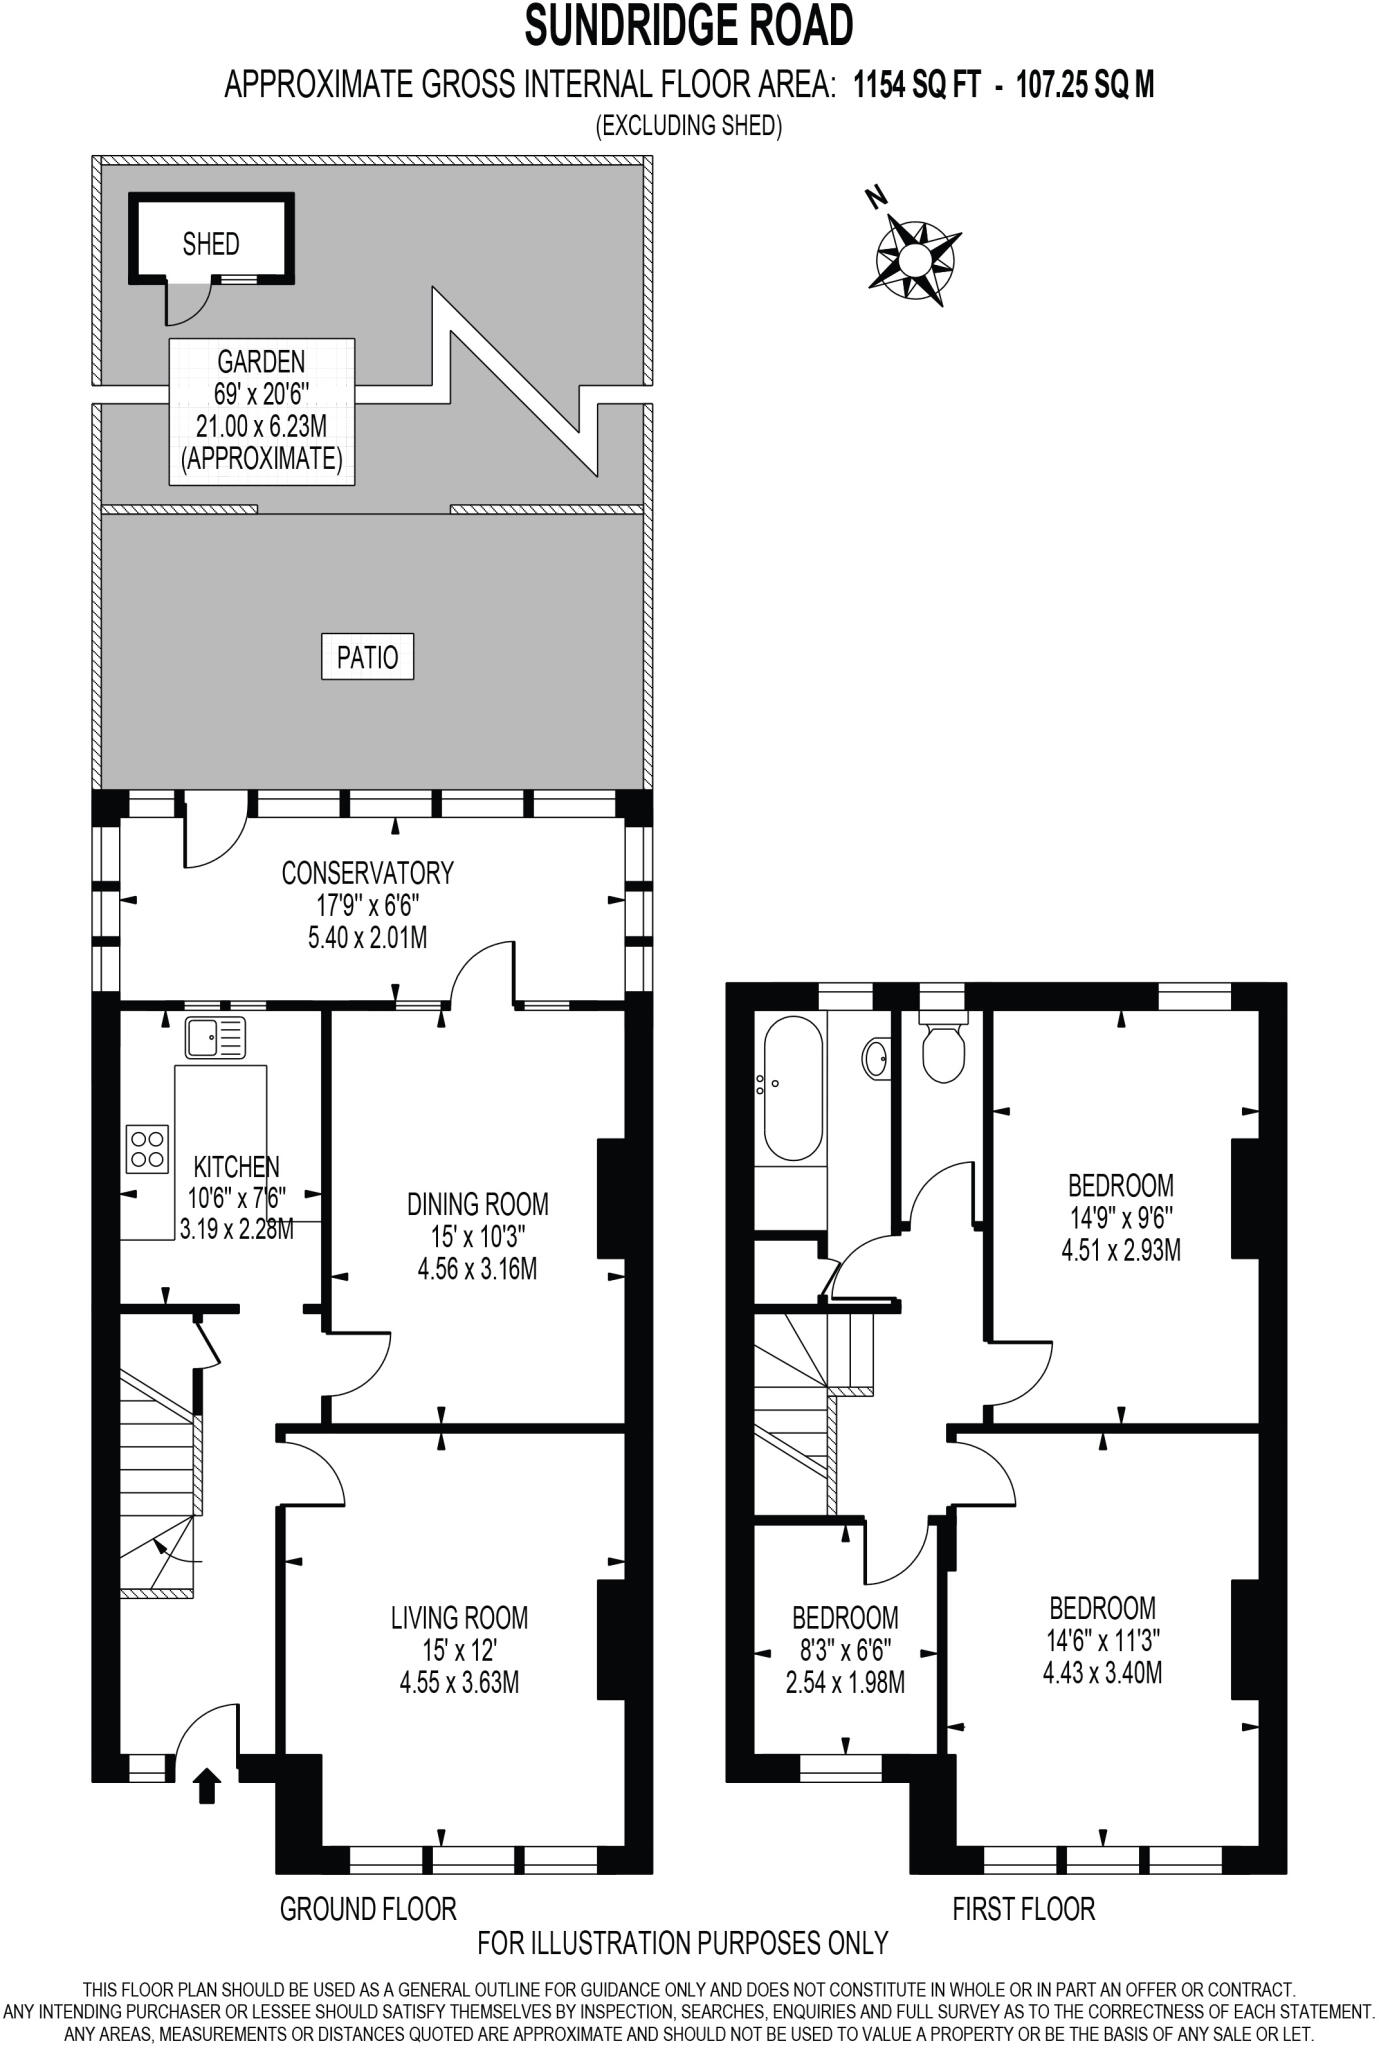 SUNDRIDGE ROAD
APPROXIMATE GROSS INTERNAL FLOOR AREA: 1154 SQ FT - 107.25 SQ M
(EXCLUDING SHED)
N
SHED
GARDEN
69' x 20'6"
21.00 x 6.23M
(APPROXIMATE)
PATIO
CONSERVATORY
17'9" x 6'6"
5.40 x 2.01M
KITCHEN
10'6" x 7'6"
3.19 x 2.28M
DINING ROOM
15' x 10'3"
4.56 x 3.16M
LIVING ROOM
15' x 12'
4.55 x 3.63M
GROUND FLOOR
BEDROOM
14'9" x 9'6"
4.51 x 2.93M
BEDROOM
8'3" x 6'6"
2.54 x 1.98M
BEDROOM
14'6" x 11'3"
4.43 x 3.40M
FIRST FLOOR
FOR ILLUSTRATION PURPOSES ONLY
THIS FLOOR PLAN SHOULD BE USED AS A GENERAL OUTLINE FOR GUIDANCE ONLY AND DOES NOT CONSTITUTE IN WHOLE OR IN PART AN OFFER OR CONTRACT.
ANY INTENDING PURCHASER OR LESSEE SHOULD SATISFY THEMSELVES BY INSPECTION, SEARCHES, ENQUIRIES AND FULL SURVEY AS TO THE CORRECTNESS OF EACH STATEMENT.
ANY AREAS, MEASUREMENTS OR DISTANCES QUOTED ARE APPROXIMATE AND SHOULD NOT BE USED TO VALUE A PROPERTY OR BE THE BASIS OF ANY SALE OR LET.